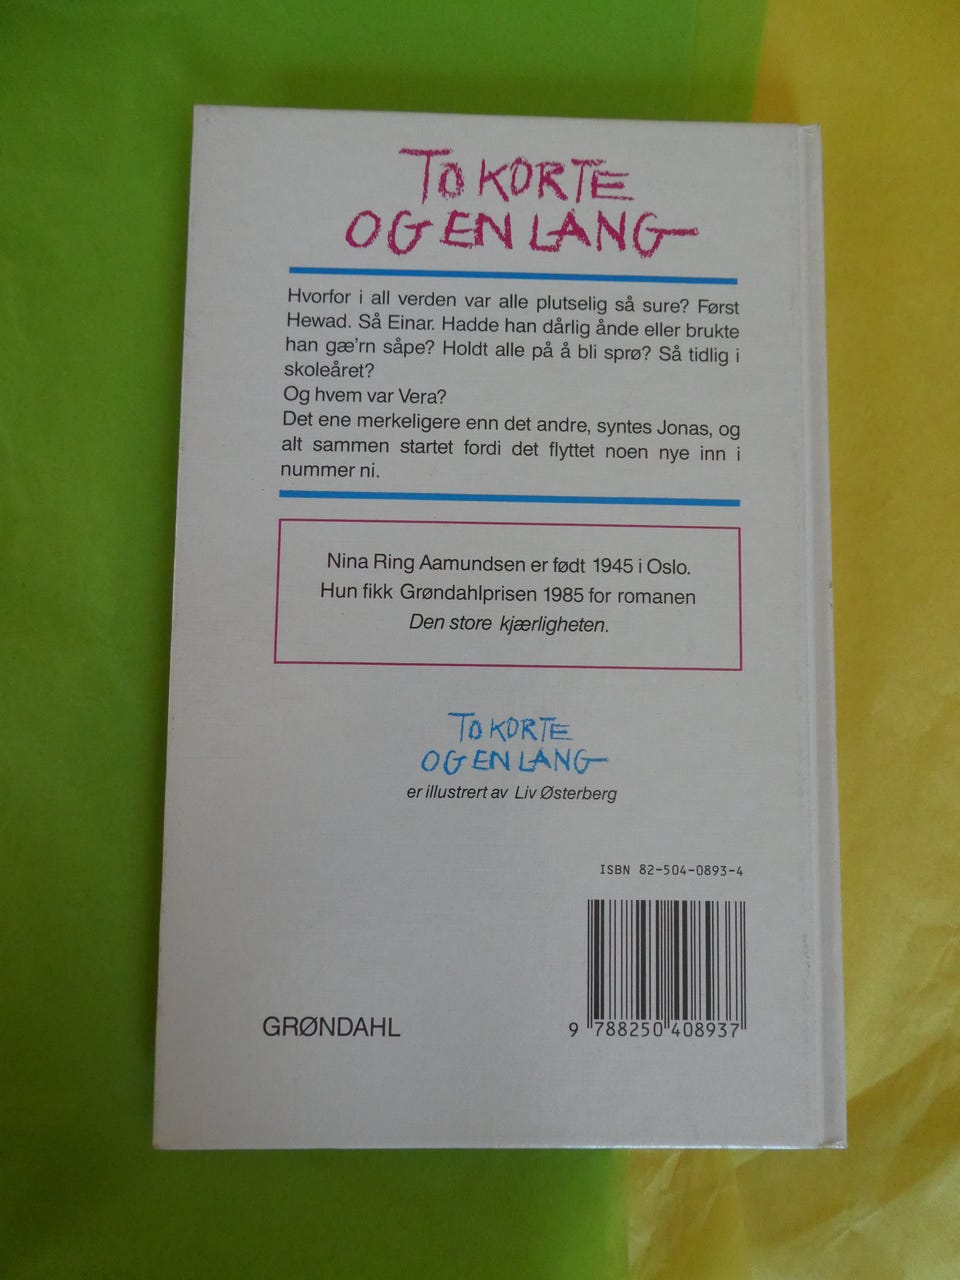 TO KORTE
OG EN LANG
Hvorfor i all verden var alle plutselig så sure? Først
Hewad. Så Einar. Hadde han dårlig ånde eller brukte
han gæ'rn såpe? Holdt alle på å bli sprø? Så tidlig i
skoleåret?
Og hvem var Vera?
Det ene merkeligere enn det andre, syntes Jonas, og
alt sammen startet fordi det flyttet noen nye inn i
nummer ni.
Nina Ring Aamundsen er født 1945 i Oslo.
Hun fikk Grøndahlprisen 1985 for romanen
Den store kjærligheten.
TO KORTE
OG EN LANG
er illustrert av Liv Østerberg
ISBN 82-504-0893-4
9 788250 408937
GRØNDAHL